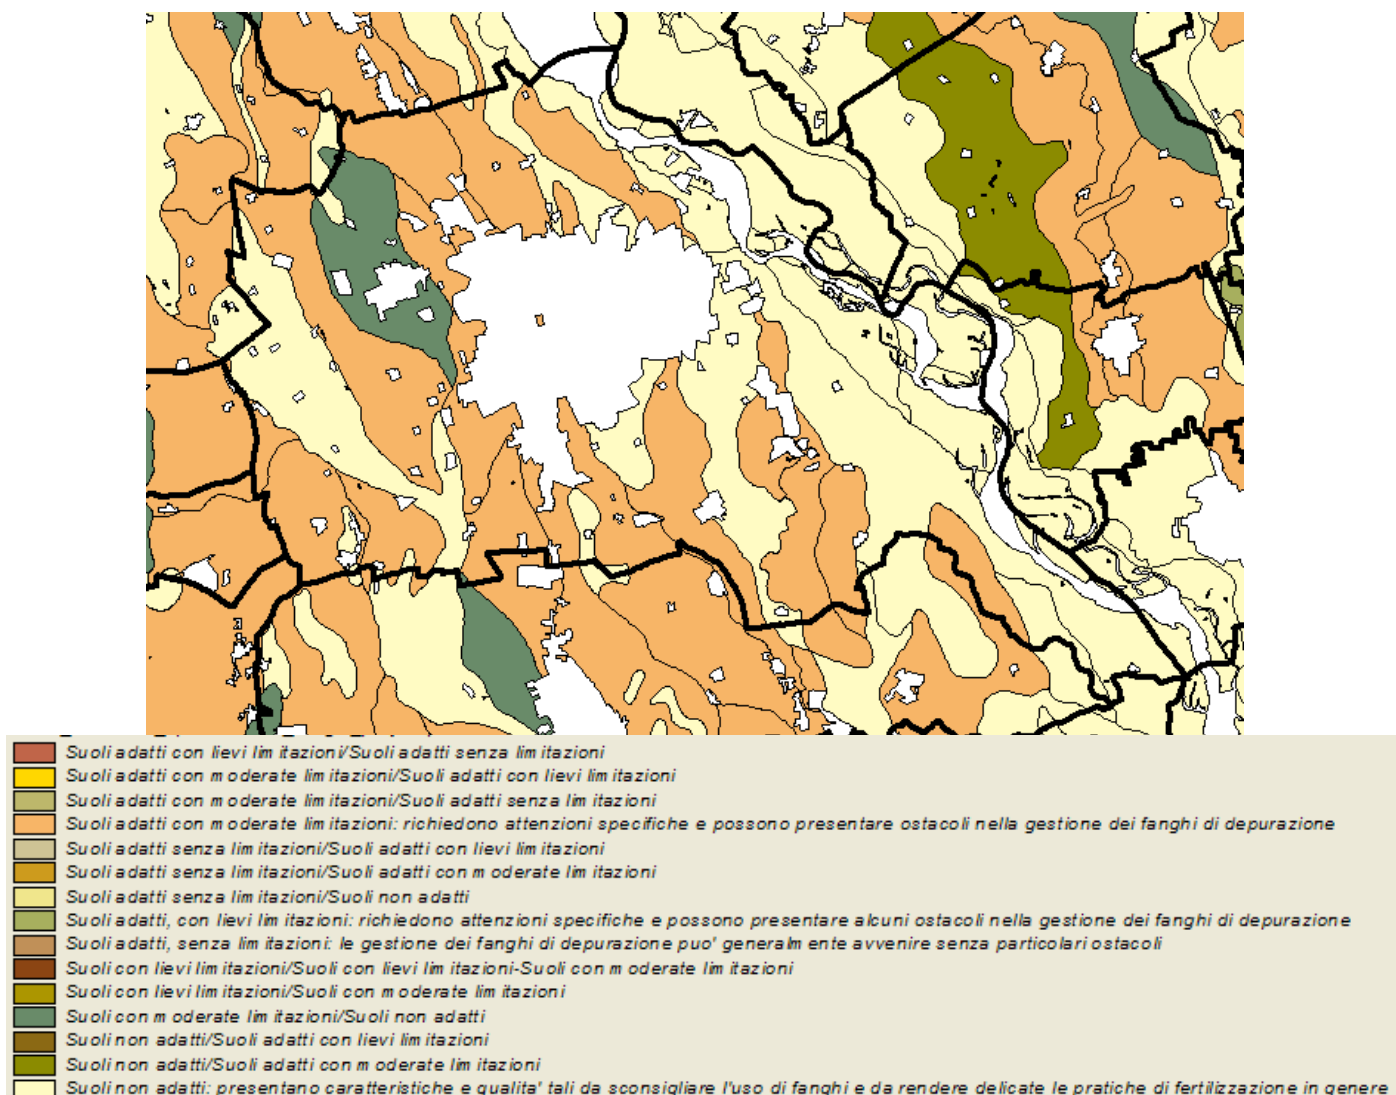 Suoli adatti con lievi limitazioni/Suoli adatti senza limitazioni
Suoli adatti con moderate limitazioni/Suoli adatti con lievi limitazioni
Suoli adatti con moderate limitazioni/Suoli adatti senza limitazioni
Suoli adatti con moderate limitazioni: richiedono attenzioni specifiche e possono presentare ostacoli nella gestione dei fanghi di depurazione
Suoli adatti senza limitazioni/Suoli adatti con lievi limitazioni
Suoli adatti senza limitazioni/Suoli adatti con moderate limitazioni
Suoli adatti senza limitazioni/Suoli non adatti
Suoli adatti, con lievi limitazioni: richiedono attenzioni specifiche e possono presentare alcuni ostacoli nella gestione dei fanghi di depurazione
Suoli adatti, senza limitazioni: le gestione dei fanghi di depurazione puo' generalmente avvenire senza particolari ostacoli
Suoli con lievi limitazioni/Suoli con lievi limitazioni-Suoli con moderate limitazioni
Suoli con lievi limitazioni/Suoli con moderate limitazioni
Suoli con moderate limitazioni/Suoli non adatti
Suoli non adatti/Suoli adatti con lievi limitazioni
Suoli non adatti/Suoli adatti con moderate limitazioni
Suoli non adatti: presentano caratteristiche e qualita' tali da sconsigliare l'uso di fanghi e da rendere delicate le pratiche di fertilizzazione in genere